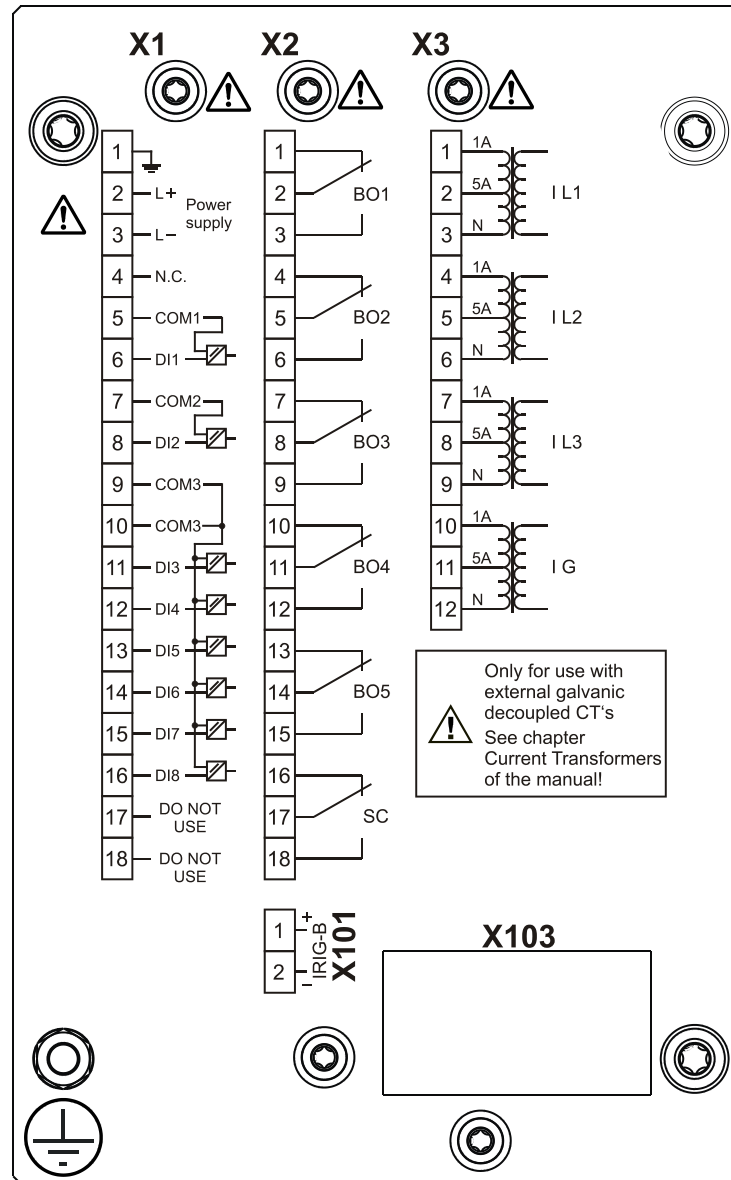 X1 X2 X3
1
2 L+
3 L−
Power
supply
4 N.C.
5 COM1
6 DI1
7 COM2
8 DI2
9 COM3
10 COM3
11 DI3
12 DI4
13 DI5
14 DI6
15 DI7
16 DI8
17 DO NOT
USE
18 DO NOT
USE
1
2 BO1
3
4
5 BO2
6
7
8 BO3
9
10
11 BO4
12
13
14 BO5
15
16
17 SC
18
1 1A
2 5A I L1
3 N
4 1A
5 5A I L2
6 N
7 1A
8 5A I L3
9 N
10 1A
11 5A I G
12 N
Only for use with
external galvanic
decoupled CT‘s
See chapter
Current Transformers
of the manual!
1 +
2 −
IRIG-B
X101
X103